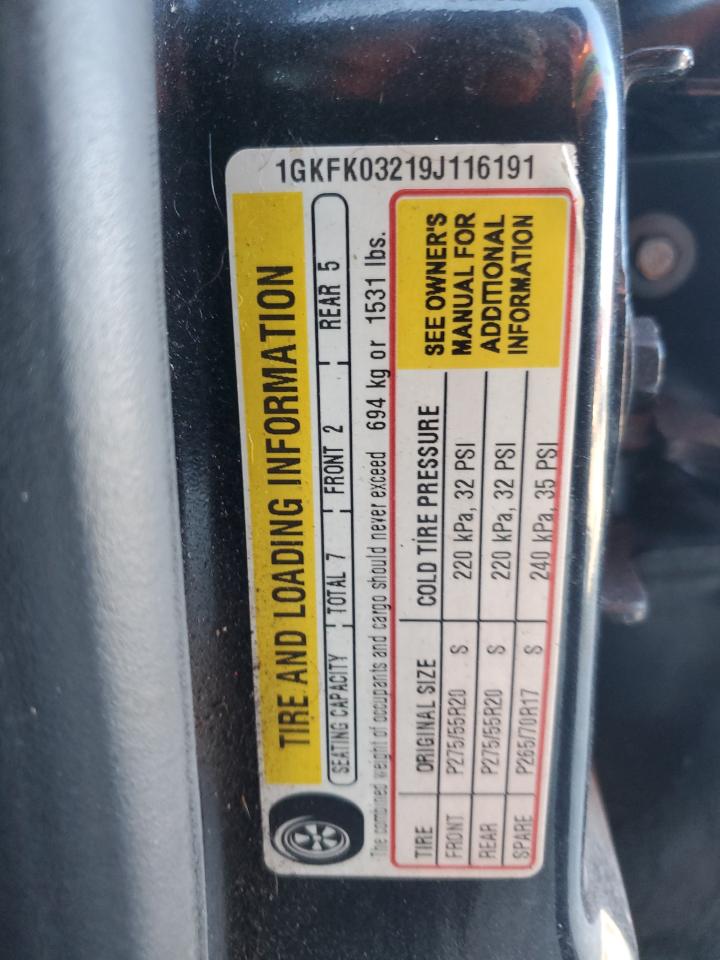 1GKFK03219J116191
TIRE AND LOADING INFORMATION
SEATING CAPACITY TOTAL 7 FRONT 2 REAR 5
The combined weight of occupants and cargo should never exceed 694 kg or 1531 lbs.
TIRE ORIGINAL SIZE COLD TIRE PRESSURE
FRONT P275/55R20 S 220 kPa, 32 PSI
REAR P275/55R20 S 220 kPa, 32 PSI
SPARE P265/70R17 S 240 kPa, 35 PSI
SEE OWNER'S
MANUAL FOR
ADDITIONAL
INFORMATION